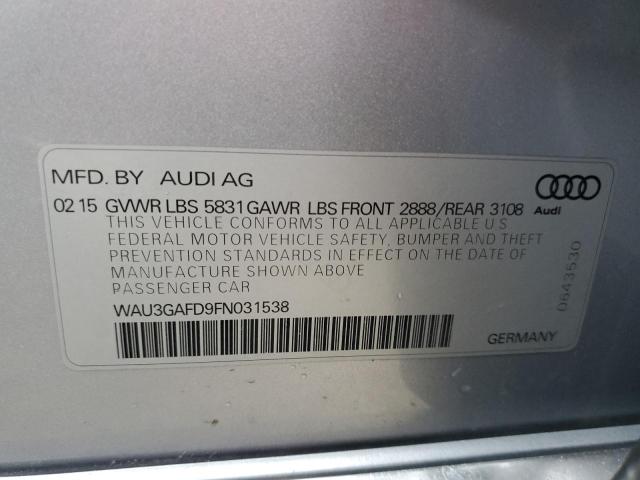 MFD. BY AUDI AG
02 15 GVWR LBS 5831 GAWR LBS FRONT 2888/REAR 3108
Audi
THIS VEHICLE CONFORMS TO ALL APPLICABLE U S
FEDERAL MOTOR VEHICLE SAFETY, BUMPER AND THEFT
PREVENTION STANDARDS IN EFFECT ON THE DATE OF
MANUFACTURE SHOWN ABOVE
PASSENGER CAR
WAU3GAFD9FN031538
GERMANY
0643530